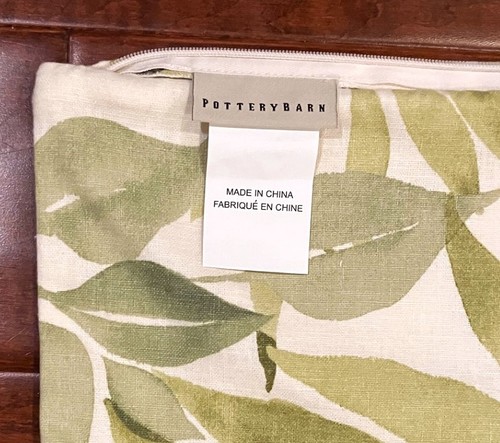 POTTERYBARN
MADE IN CHINA
FABRIQUÉ EN CHINE